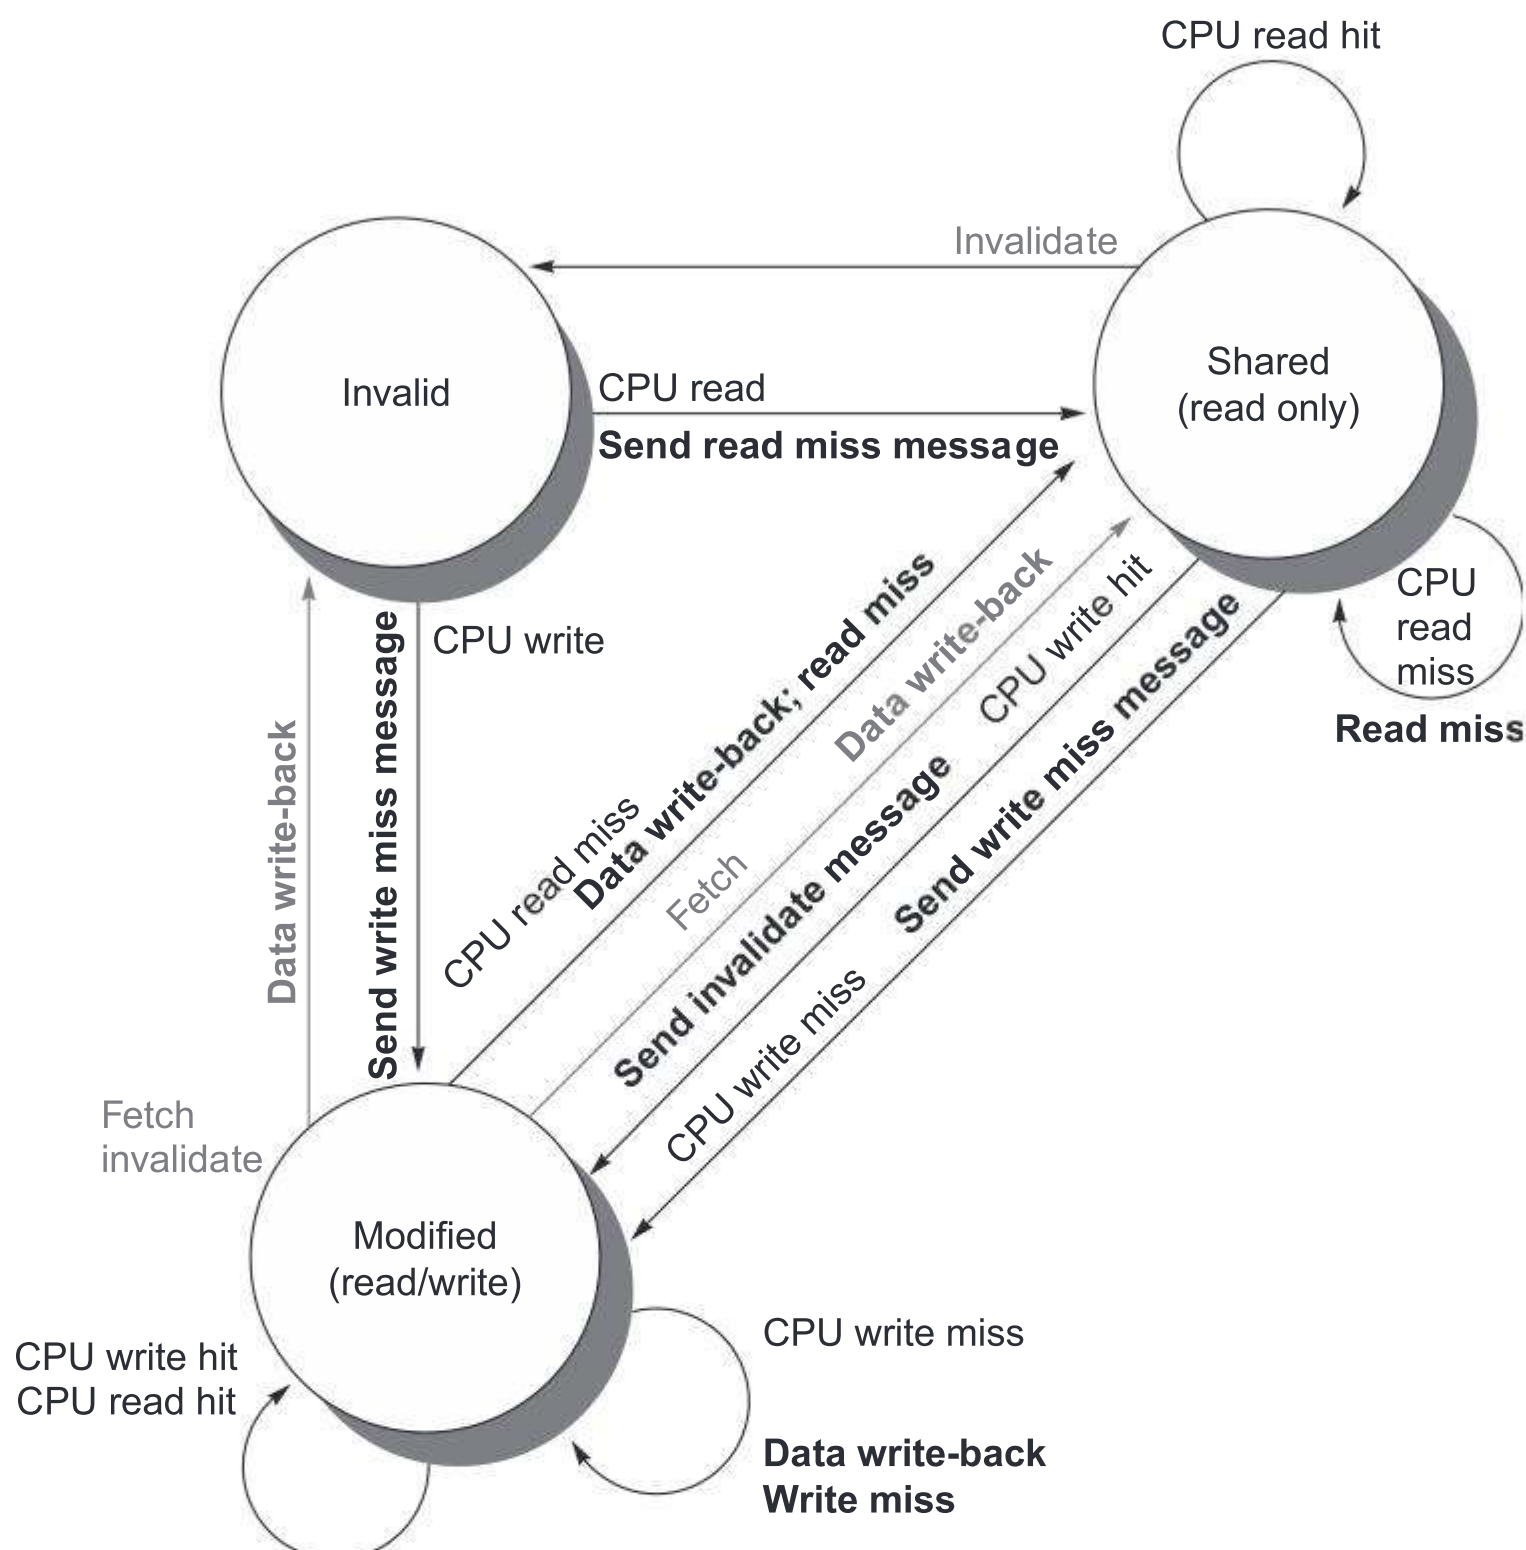 CPU read hit
Invalidate
Invalid
Shared
(read only)
CPU read
Send read miss message
CPU write
Send write miss message
Data write-back
Fetch
invalidate
CPU read miss
Data write-back; read miss
Fetch
Data write-back
Send invalidate message
CPU write hit
CPU write miss
Send write miss message
CPU
read
miss
Read miss
Modified
(read/write)
CPU write hit
CPU read hit
CPU write miss
Data write-back
Write miss